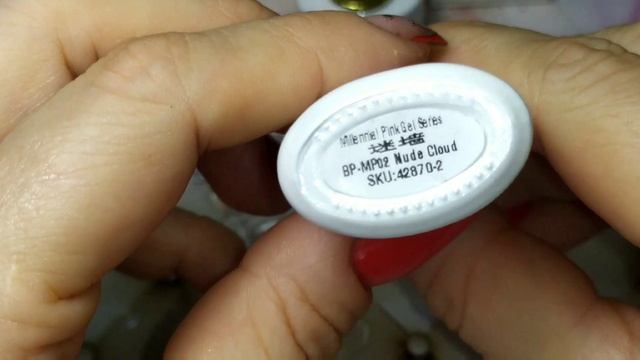 Millennial Pink Gel Series
迷墙
BP-MP02 Nude Cloud
SKU:42870-2